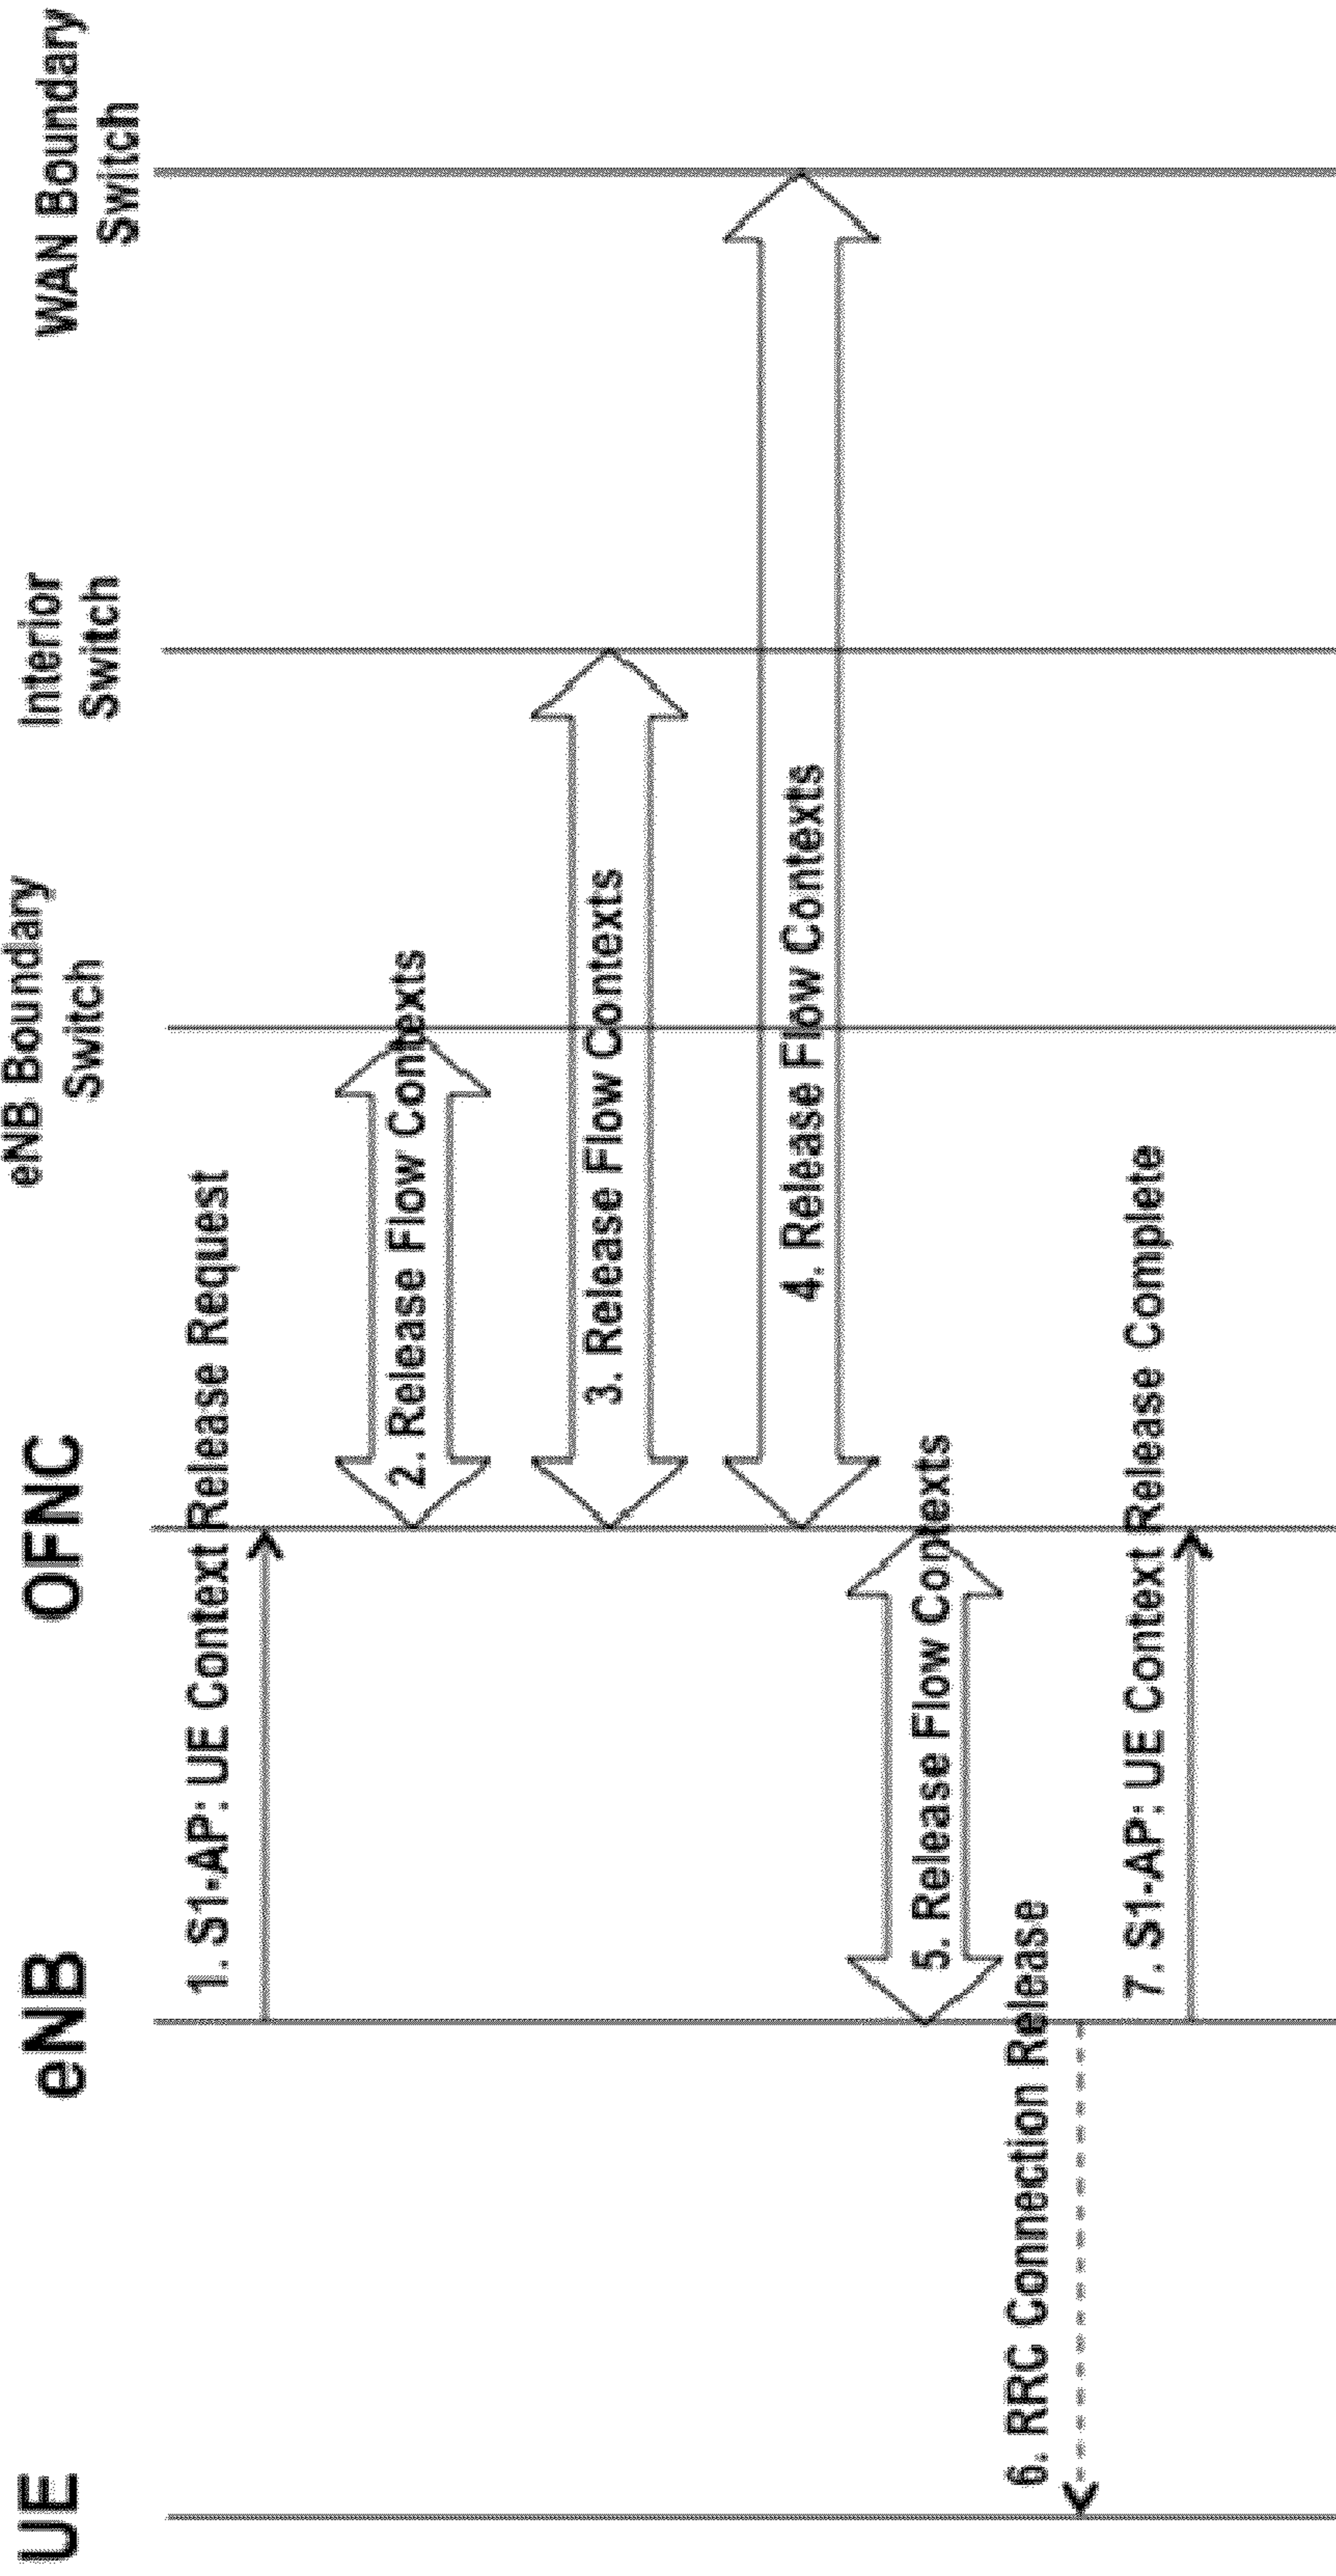 UE
eNB
OFNC
eNB Boundary
Switch
Interior
Switch
WAN Boundary
Switch
1. S1-AP: UE Context Release Request
2. Release Flow Contexts
3. Release Flow Contexts
4. Release Flow Contexts
5. Release Flow Contexts
6. RRC Connection Release
7. S1-AP: UE Context Release Complete